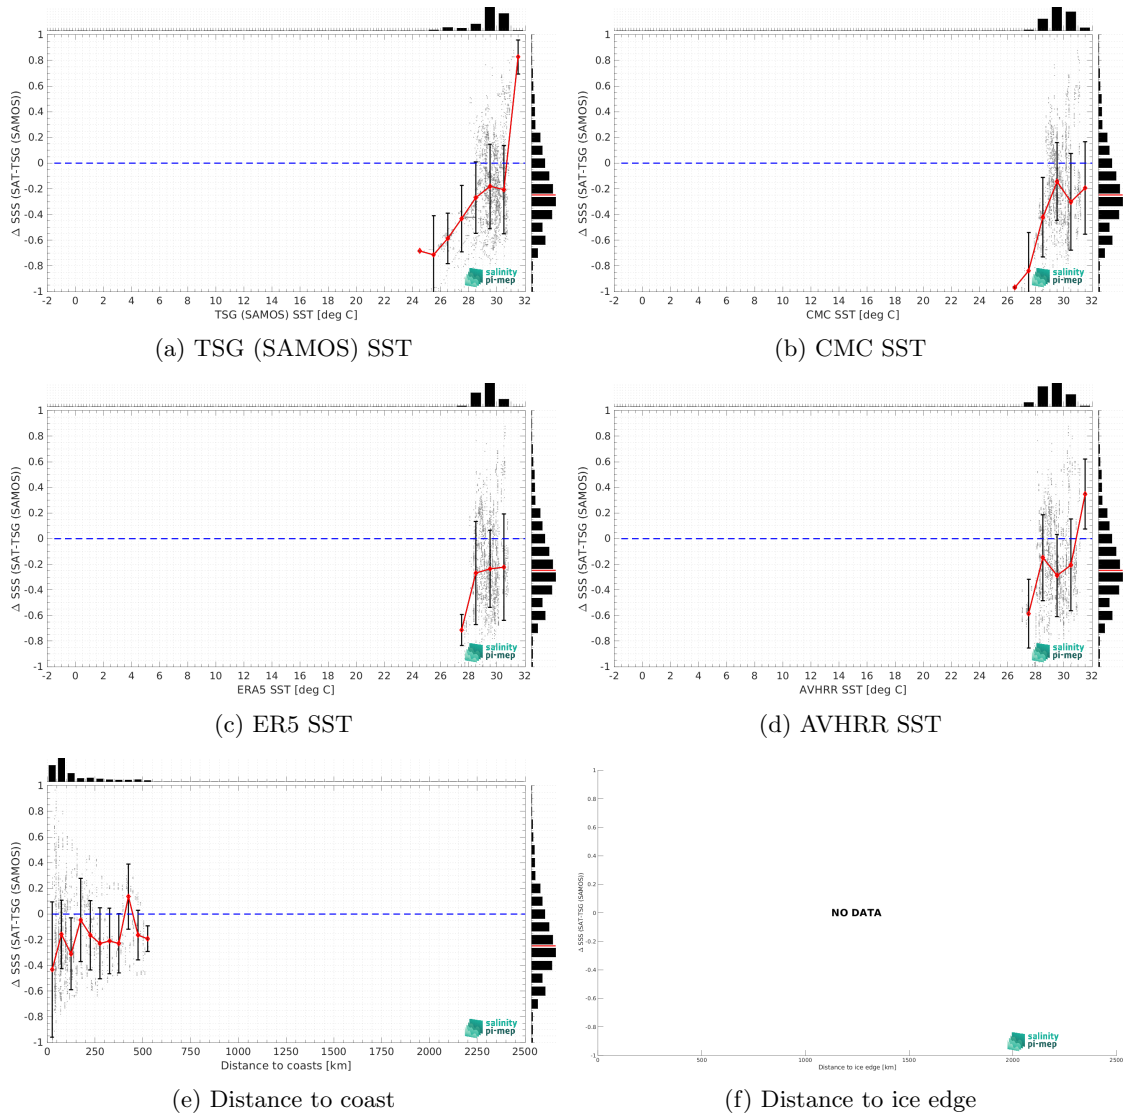 1
0.8
0.6
0.4
0.2
0
-0.2
-0.4
-0.6
-0.8
-1
Δ SSS (SAT-TSG (SAMOS))
salinity
pi-mep
-2 0 2 4 6 8 10 12 14 16 18 20 22 24 26 28 30 32
TSG (SAMOS) SST [deg C]
(a) TSG (SAMOS) SST
1
0.8
0.6
0.4
0.2
0
-0.2
-0.4
-0.6
-0.8
-1
Δ SSS (SAT-TSG (SAMOS))
salinity
pi-mep
-2 0 2 4 6 8 10 12 14 16 18 20 22 24 26 28 30 32
CMC SST [deg C]
(b) CMC SST
1
0.8
0.6
0.4
0.2
0
-0.2
-0.4
-0.6
-0.8
-1
Δ SSS (SAT-TSG (SAMOS))
salinity
pi-mep
-2 0 2 4 6 8 10 12 14 16 18 20 22 24 26 28 30 32
ERA5 SST [deg C]
(c) ER5 SST
1
0.8
0.6
0.4
0.2
0
-0.2
-0.4
-0.6
-0.8
-1
Δ SSS (SAT-TSG (SAMOS))
salinity
pi-mep
-2 0 2 4 6 8 10 12 14 16 18 20 22 24 26 28 30 32
AVHRR SST [deg C]
(d) AVHRR SST
1
0.8
0.6
0.4
0.2
0
-0.2
-0.4
-0.6
-0.8
-1
Δ SSS (SAT-TSG (SAMOS))
salinity
pi-mep
0 250 500 750 1000 1250 1500 1750 2000 2250 2500
Distance to coasts [km]
(e) Distance to coast
1
0.8
0.6
0.4
0.2
0
-0.2
-0.4
-0.6
-0.8
-1
Δ SSS (SAT-TSG (SAMOS))
NO DATA
salinity
pi-mep
0 500 1000 1500 2000 2500
Distance to ice edge [km]
(f) Distance to ice edge